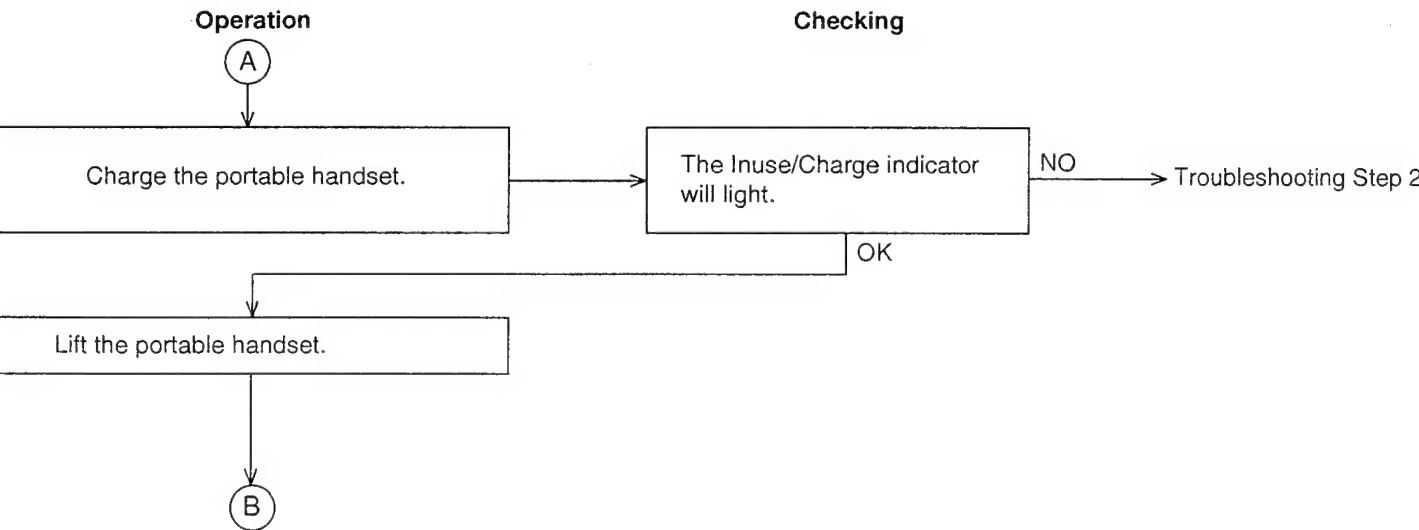 Operation
Checking
A
Charge the portable handset.
The Inuse/Charge indicator
will light.
NO
Troubleshooting Step 2
OK
Lift the portable handset.
B